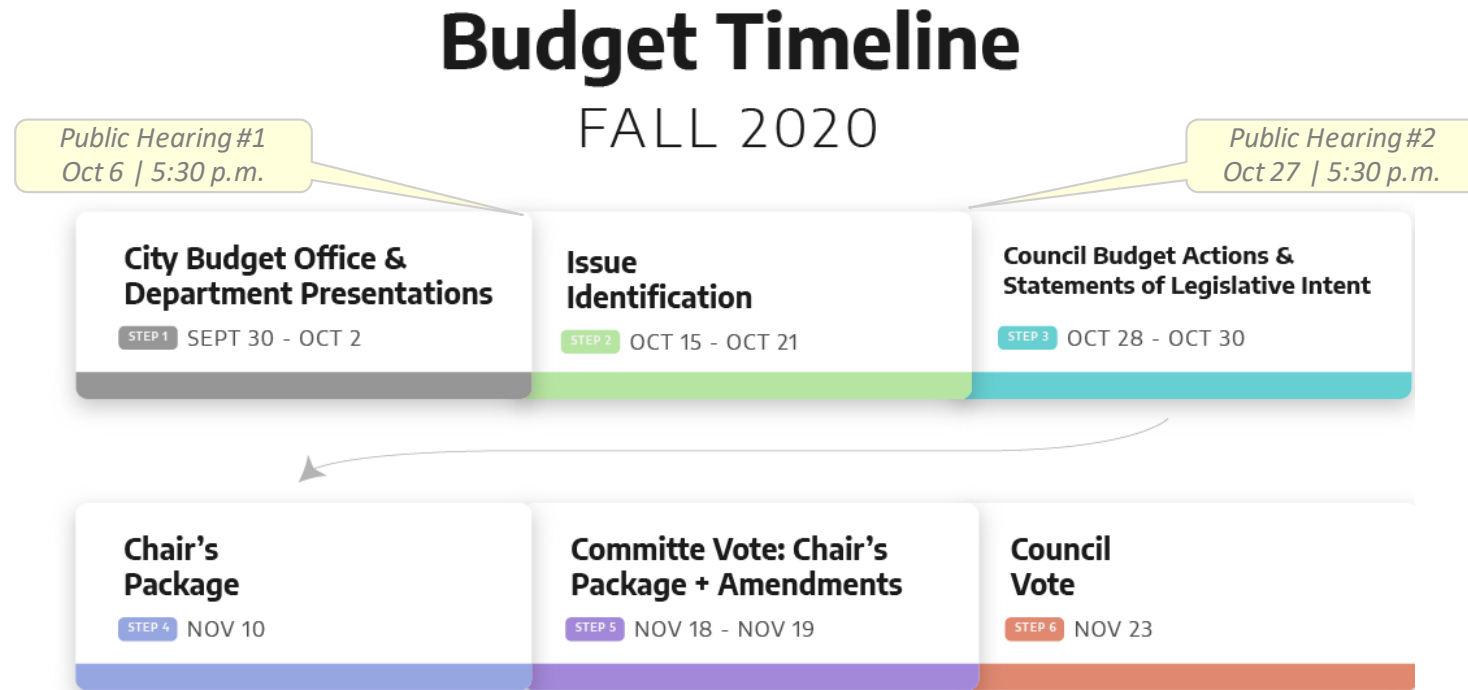 Budget Timeline
FALL 2020
Public Hearing #1
Oct 6 | 5:30 p.m.
Public Hearing #2
Oct 27 | 5:30 p.m.
City Budget Office &
Department Presentations
STEP 1 SEPT 30 - OCT 2
Issue
Identification
STEP 2 OCT 15 - OCT 21
Council Budget Actions &
Statements of Legislative Intent
STEP 3 OCT 28 - OCT 30
Chair's
Package
STEP 4 NOV 10
Committe Vote: Chair's
Package + Amendments
STEP 5 NOV 18 - NOV 19
Council
Vote
STEP 6 NOV 23